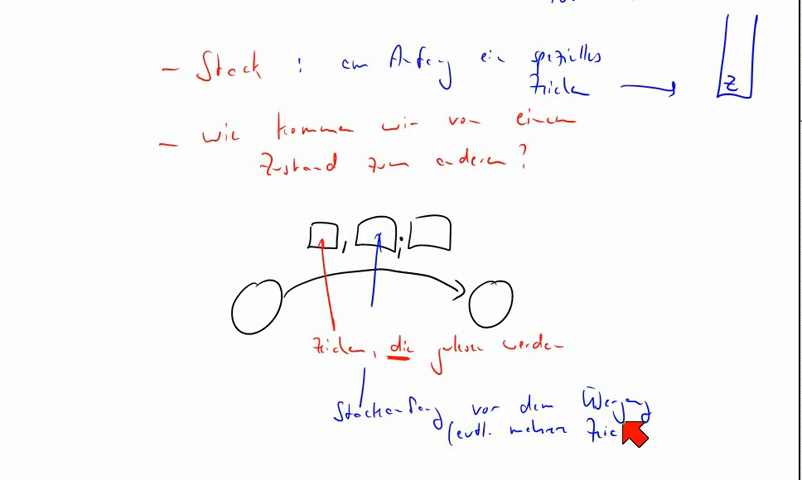 - Stack : am Anfang ein spezielles
Zeichen →
Z
- wie kommen wir von einem
Zustand zum anderen?
, ;
Zeichen, die gelesen werden
Stackanfang vor dem Übergang
(evtl. mehrere Zeic